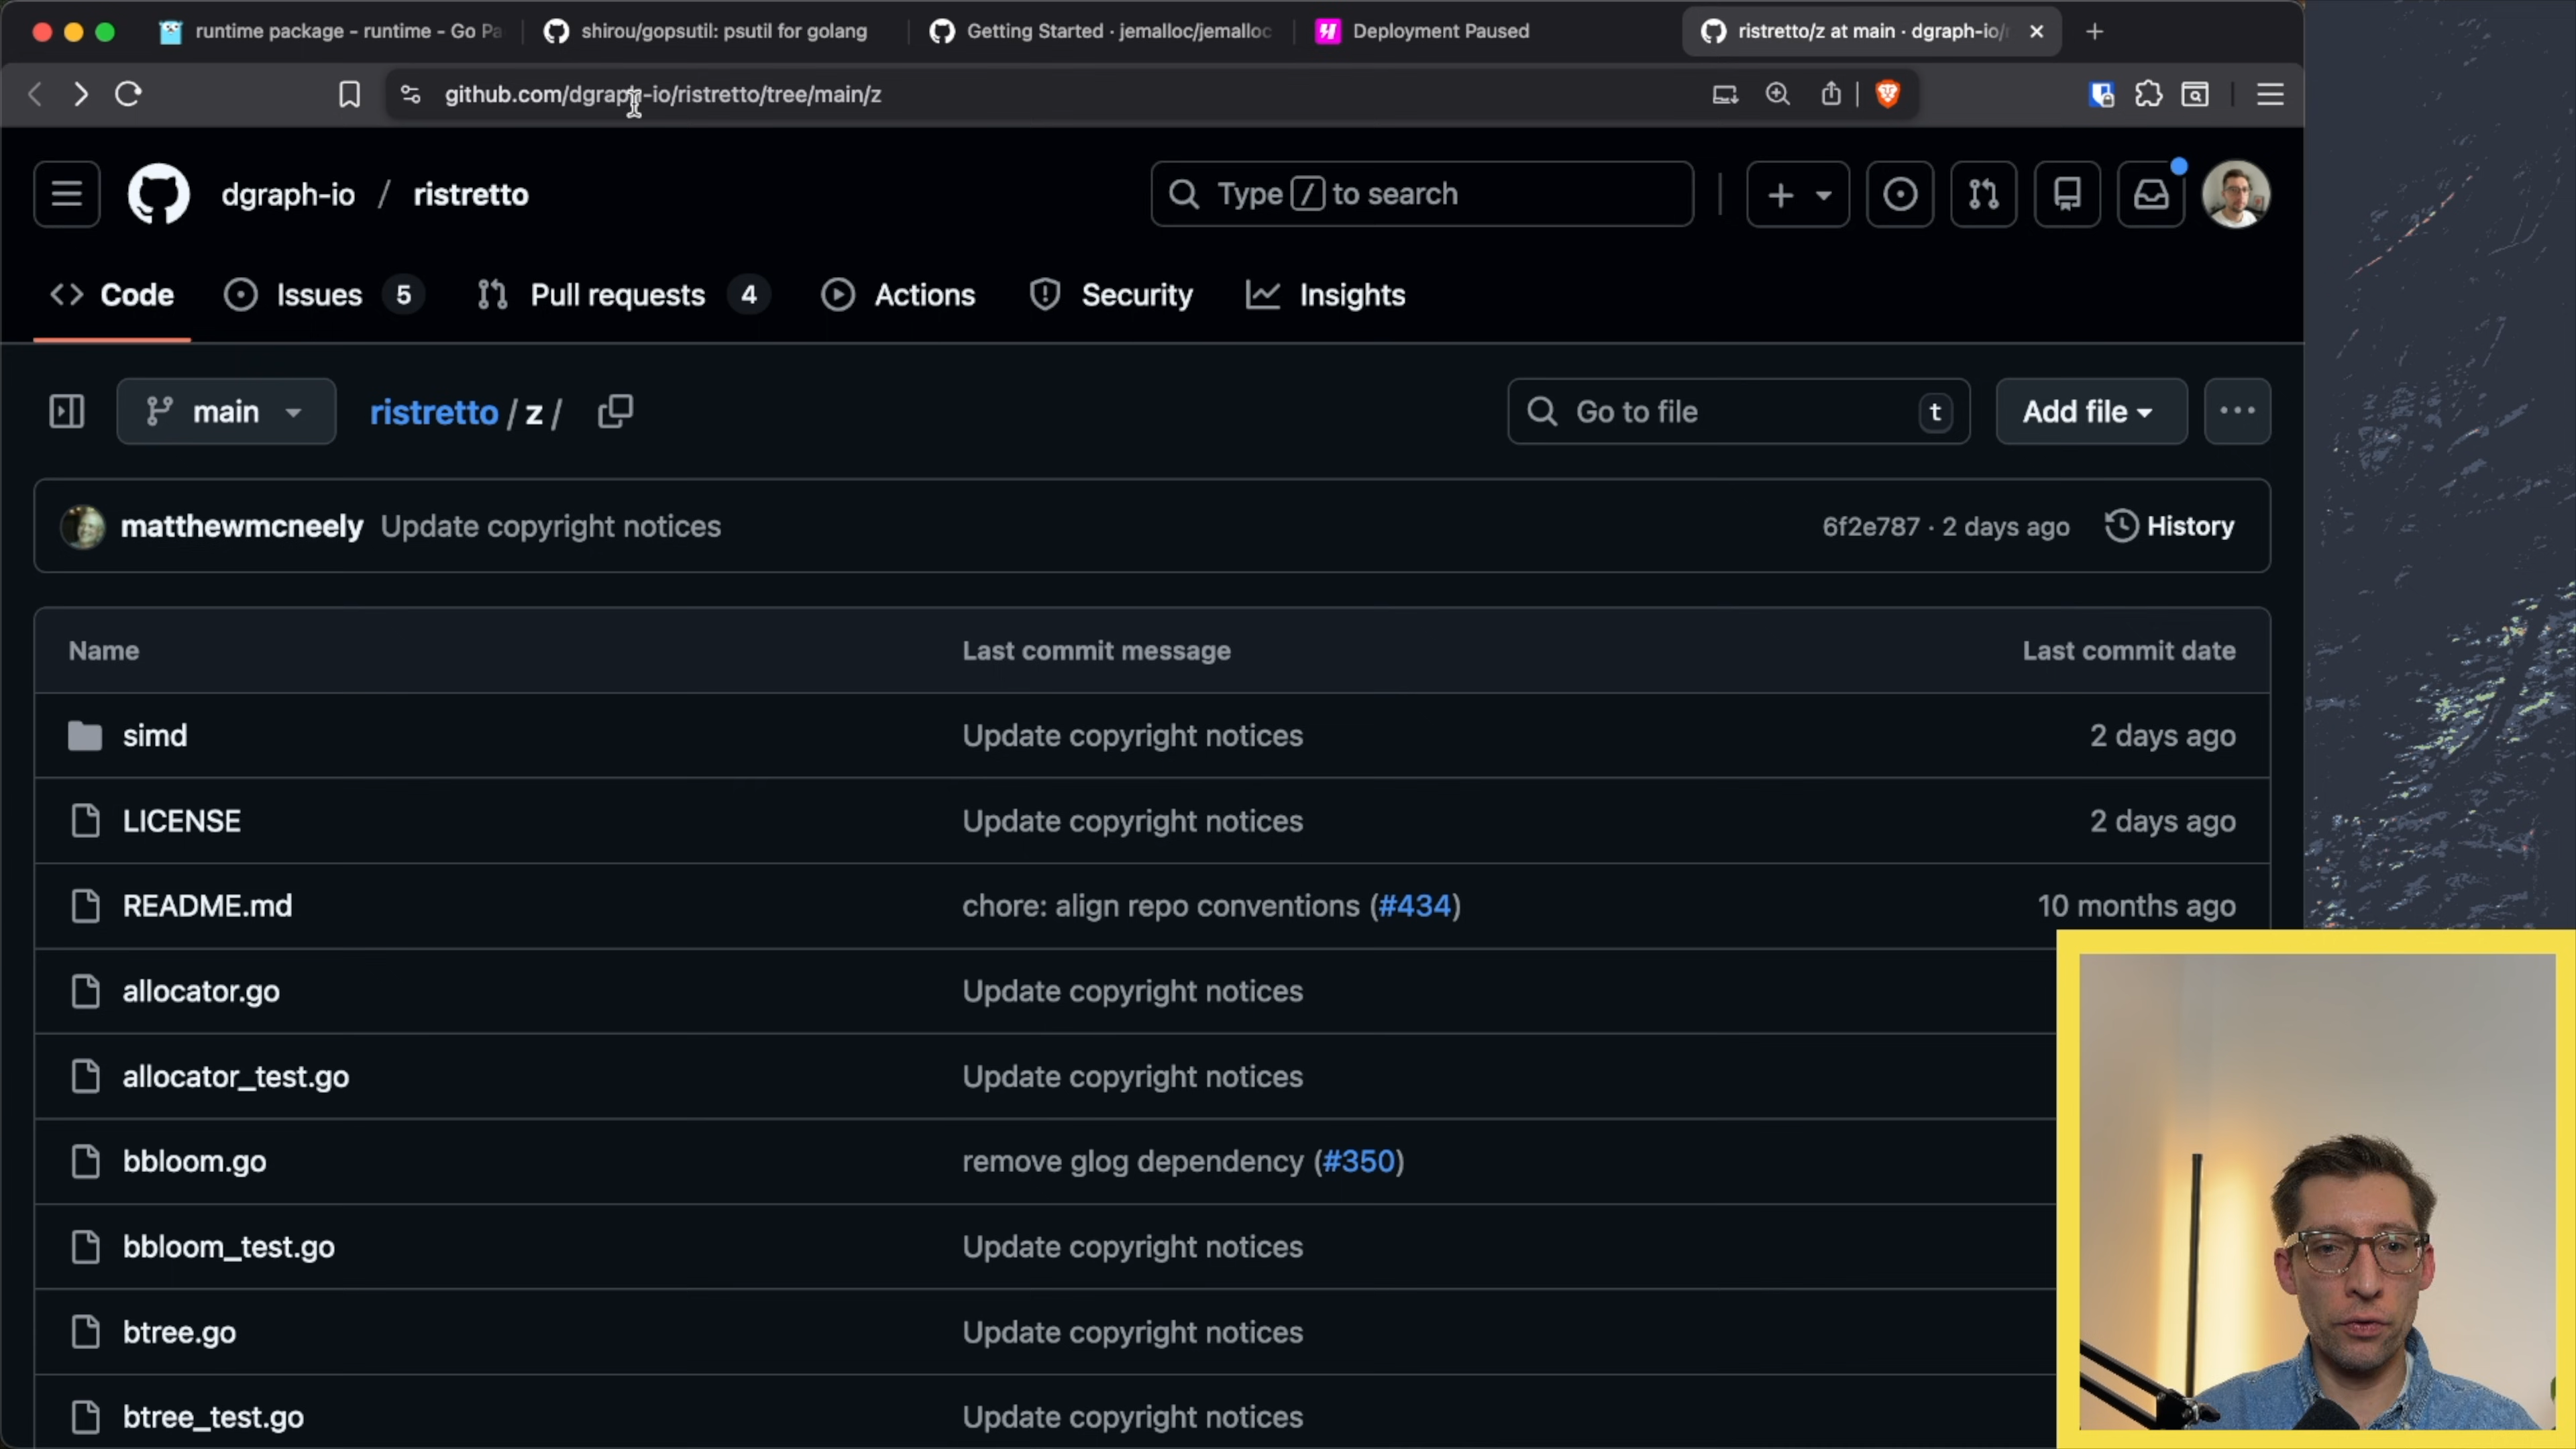 runtime package - runtime - Go Pa
shirou/gopsutil: psutil for golang
Getting Started · jemalloc/jemalloc
Deployment Paused
ristretto/z at main · dgraph-io/r
github.com/dgraph-io/ristretto/tree/main/z
dgraph-io / ristretto
Type / to search
Code
Issues 5
Pull requests 4
Actions
Security
Insights
main
ristretto / z /
Go to file t
Add file
matthewmcneely Update copyright notices
6f2e787 · 2 days ago
History
Name Last commit message Last commit date
simd Update copyright notices 2 days ago
LICENSE Update copyright notices 2 days ago
README.md chore: align repo conventions (#434) 10 months ago
allocator.go Update copyright notices
allocator_test.go Update copyright notices
bbloom.go remove glog dependency (#350)
bbloom_test.go Update copyright notices
btree.go Update copyright notices
btree_test.go Update copyright notices